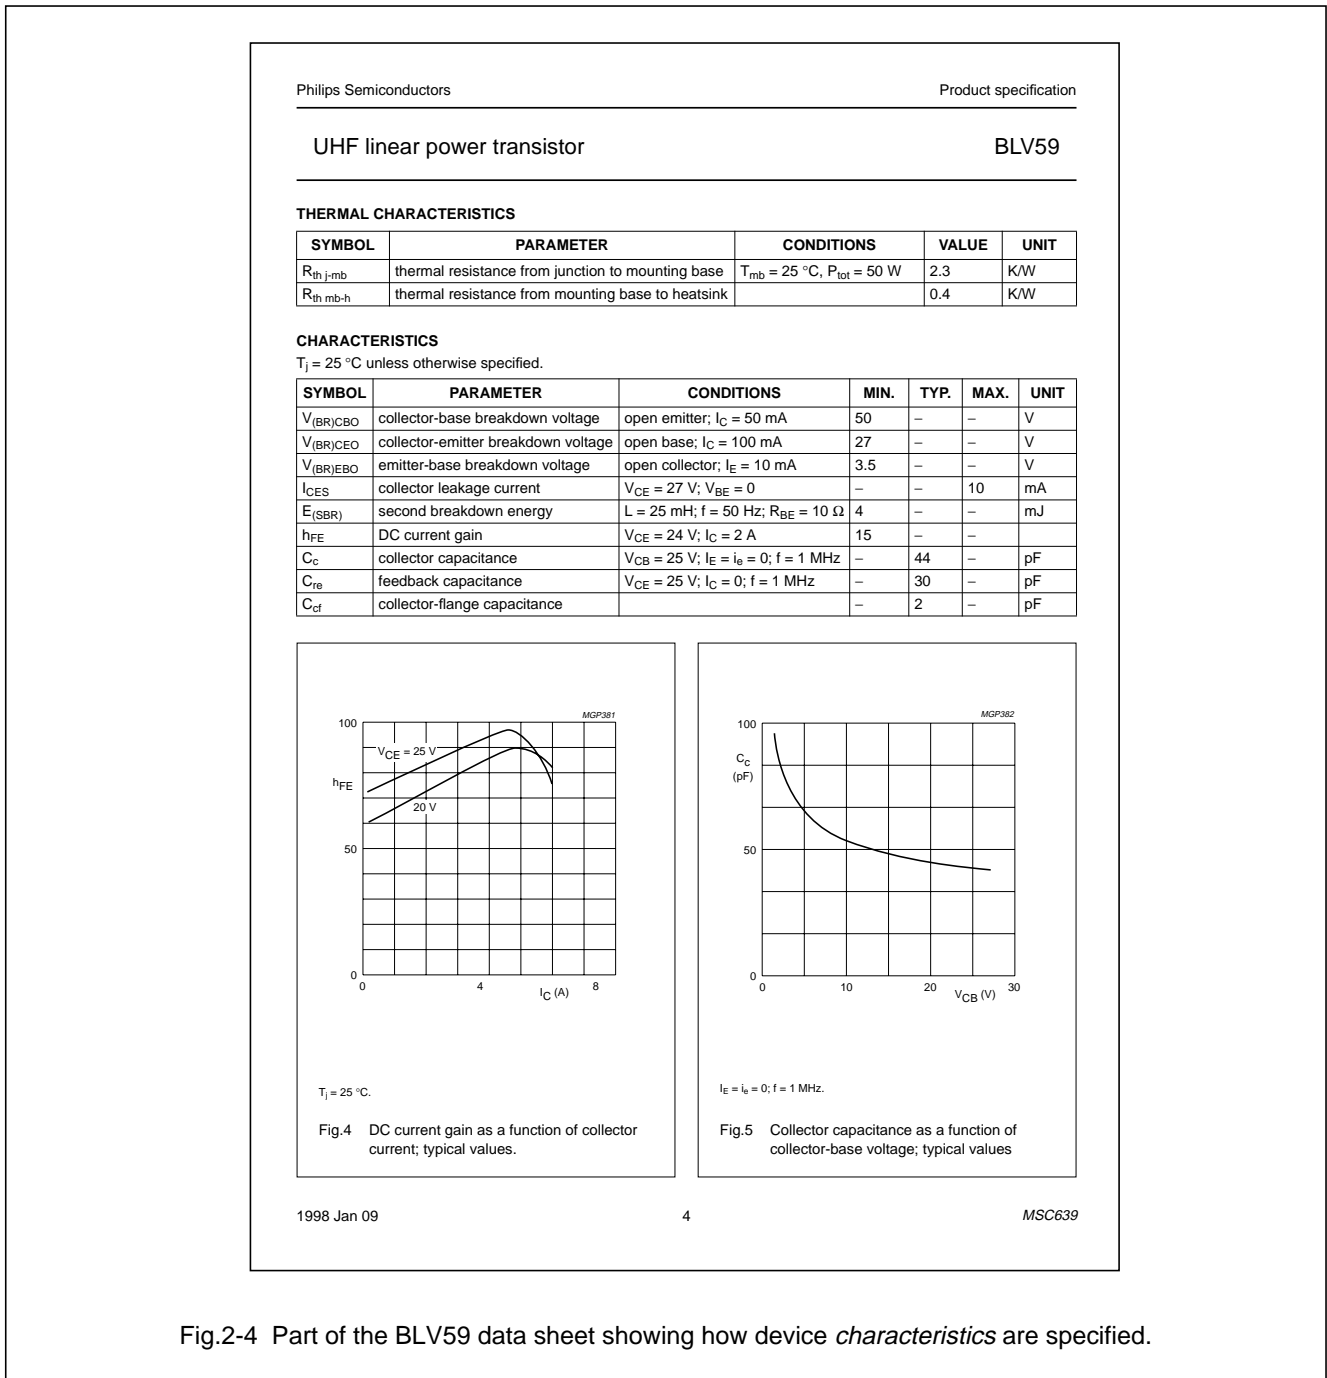 Philips Semiconductors Product specification
UHF linear power transistor BLV59
THERMAL CHARACTERISTICS
SYMBOL PARAMETER CONDITIONS VALUE UNIT
Rth j-mb thermal resistance from junction to mounting base Tmb = 25 °C, Ptot = 50 W 2.3 K/W
Rth mb-h thermal resistance from mounting base to heatsink 0.4 K/W
CHARACTERISTICS
Tj = 25 °C unless otherwise specified.
SYMBOL PARAMETER CONDITIONS MIN. TYP. MAX. UNIT
V(BR)CBO collector-base breakdown voltage open emitter; IC = 50 mA 50 – – V
V(BR)CEO collector-emitter breakdown voltage open base; IC = 100 mA 27 – – V
V(BR)EBO emitter-base breakdown voltage open collector; IE = 10 mA 3.5 – – V
ICES collector leakage current VCE = 27 V; VBE = 0 – – 10 mA
E(SBR) second breakdown energy L = 25 mH; f = 50 Hz; RBE = 10 Ω 4 – – mJ
hFE DC current gain VCE = 24 V; IC = 2 A 15 – –
Cc collector capacitance VCB = 25 V; IE = ie = 0; f = 1 MHz – 44 – pF
Cre feedback capacitance VCE = 25 V; IC = 0; f = 1 MHz – 30 – pF
Ccf collector-flange capacitance – 2 – pF
MGP381
100
VCE = 25 V
hFE
20 V
50
0
0 4 8
IC (A)
Tj = 25 °C.
Fig.4 DC current gain as a function of collector
current; typical values.
MGP382
100
Cc
(pF)
50
0
0 10 20 30
VCB (V)
IE = ie = 0; f = 1 MHz.
Fig.5 Collector capacitance as a function of
collector-base voltage; typical values
1998 Jan 09 4 MSC639
Fig.2-4 Part of the BLV59 data sheet showing how device characteristics are specified.